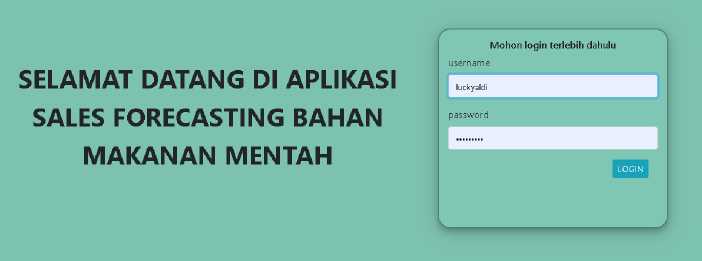 SELAMAT DATANG DI APLIKASI
SALES FORECASTING BAHAN
MAKANAN MENTAH
Mohon login terlebih dahulu
username
luckyaldi
password
•••••••••
LOGIN